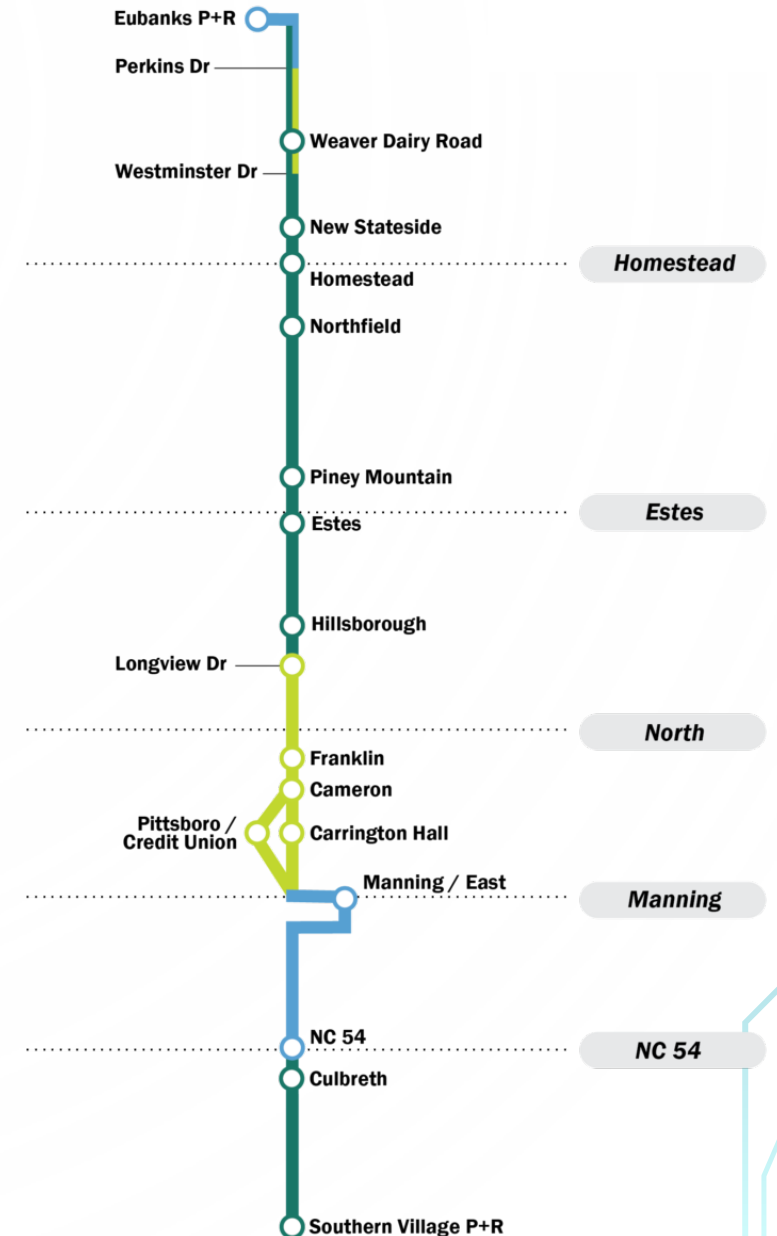 Eubanks P+R
Perkins Dr
Weaver Dairy Road
Westminster Dr
New Stateside
Homestead
Homestead
Northfield
Piney Mountain
Estes
Estes
Hillsborough
Longview Dr
North
Franklin
Cameron
Pittsboro /
Credit Union
Carrington Hall
Manning / East
Manning
NC 54
NC 54
Culbreth
Southern Village P+R